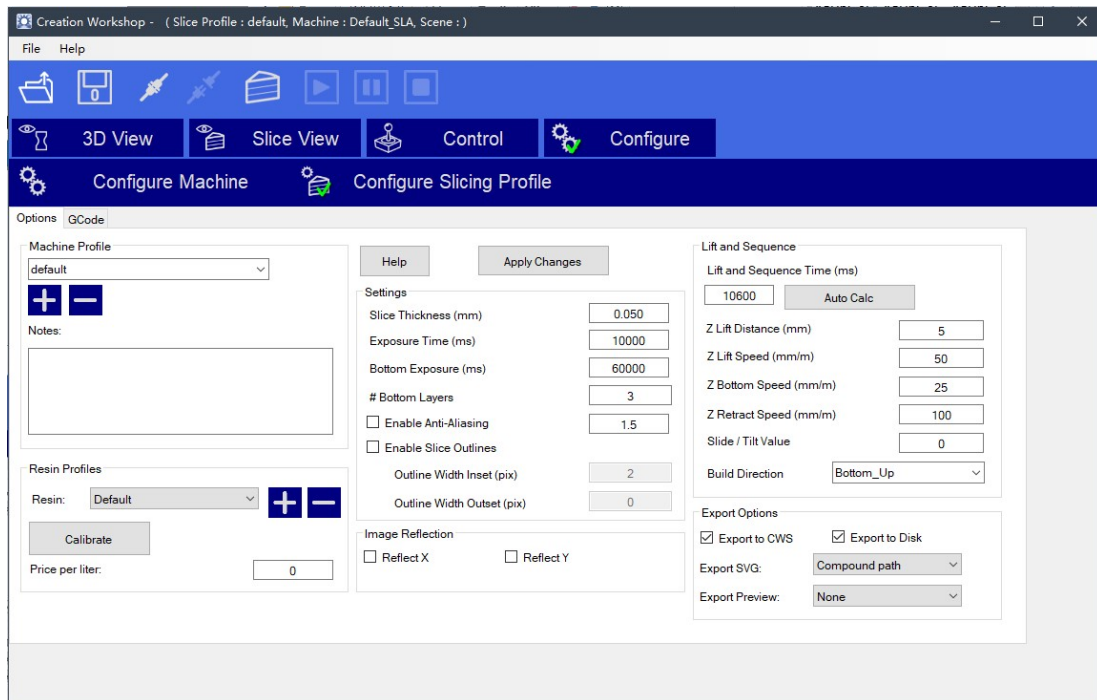 Creation Workshop - ( Slice Profile : default, Machine : Default_SLA, Scene : )
File Help
0
3D View Slice View Control Configure
Configure Machine Configure Slicing Profile
Options GCode
Machine Profile
default
Notes:
Resin Profiles
Resin: Default
Calibrate
Price per liter: 0
Help Apply Changes
Settings
Slice Thickness (mm) 0.050
Exposure Time (ms) 10000
Bottom Exposure (ms) 60000
# Bottom Layers 3
Enable Anti-Aliasing 1.5
Enable Slice Outlines
Outline Width Inset (pix) 2
Outline Width Outset (pix) 0
Image Reflection
Reflect X Reflect Y
Lift and Sequence
Lift and Sequence Time (ms)
10600 Auto Calc
Z Lift Distance (mm) 5
Z Lift Speed (mm/m) 50
Z Bottom Speed (mm/m) 25
Z Retract Speed (mm/m) 100
Slide / Tilt Value 0
Build Direction Bottom_Up
Export Options
Export to CWS Export to Disk
Export SVG: Compound path
Export Preview: None